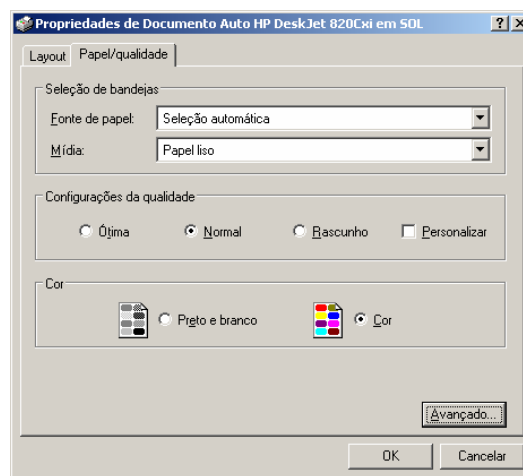 Propriedades de Documento Auto HP DeskJet 820Cxi em SOL
Layout Papel/qualidade
Seleção de bandejas
Fonte de papel: Seleção automática
Mídia: Papel liso
Configurações da qualidade
Ótima Normal Rascunho Personalizar
Cor
Preto e branco Cor
Avançado...
OK Cancelar